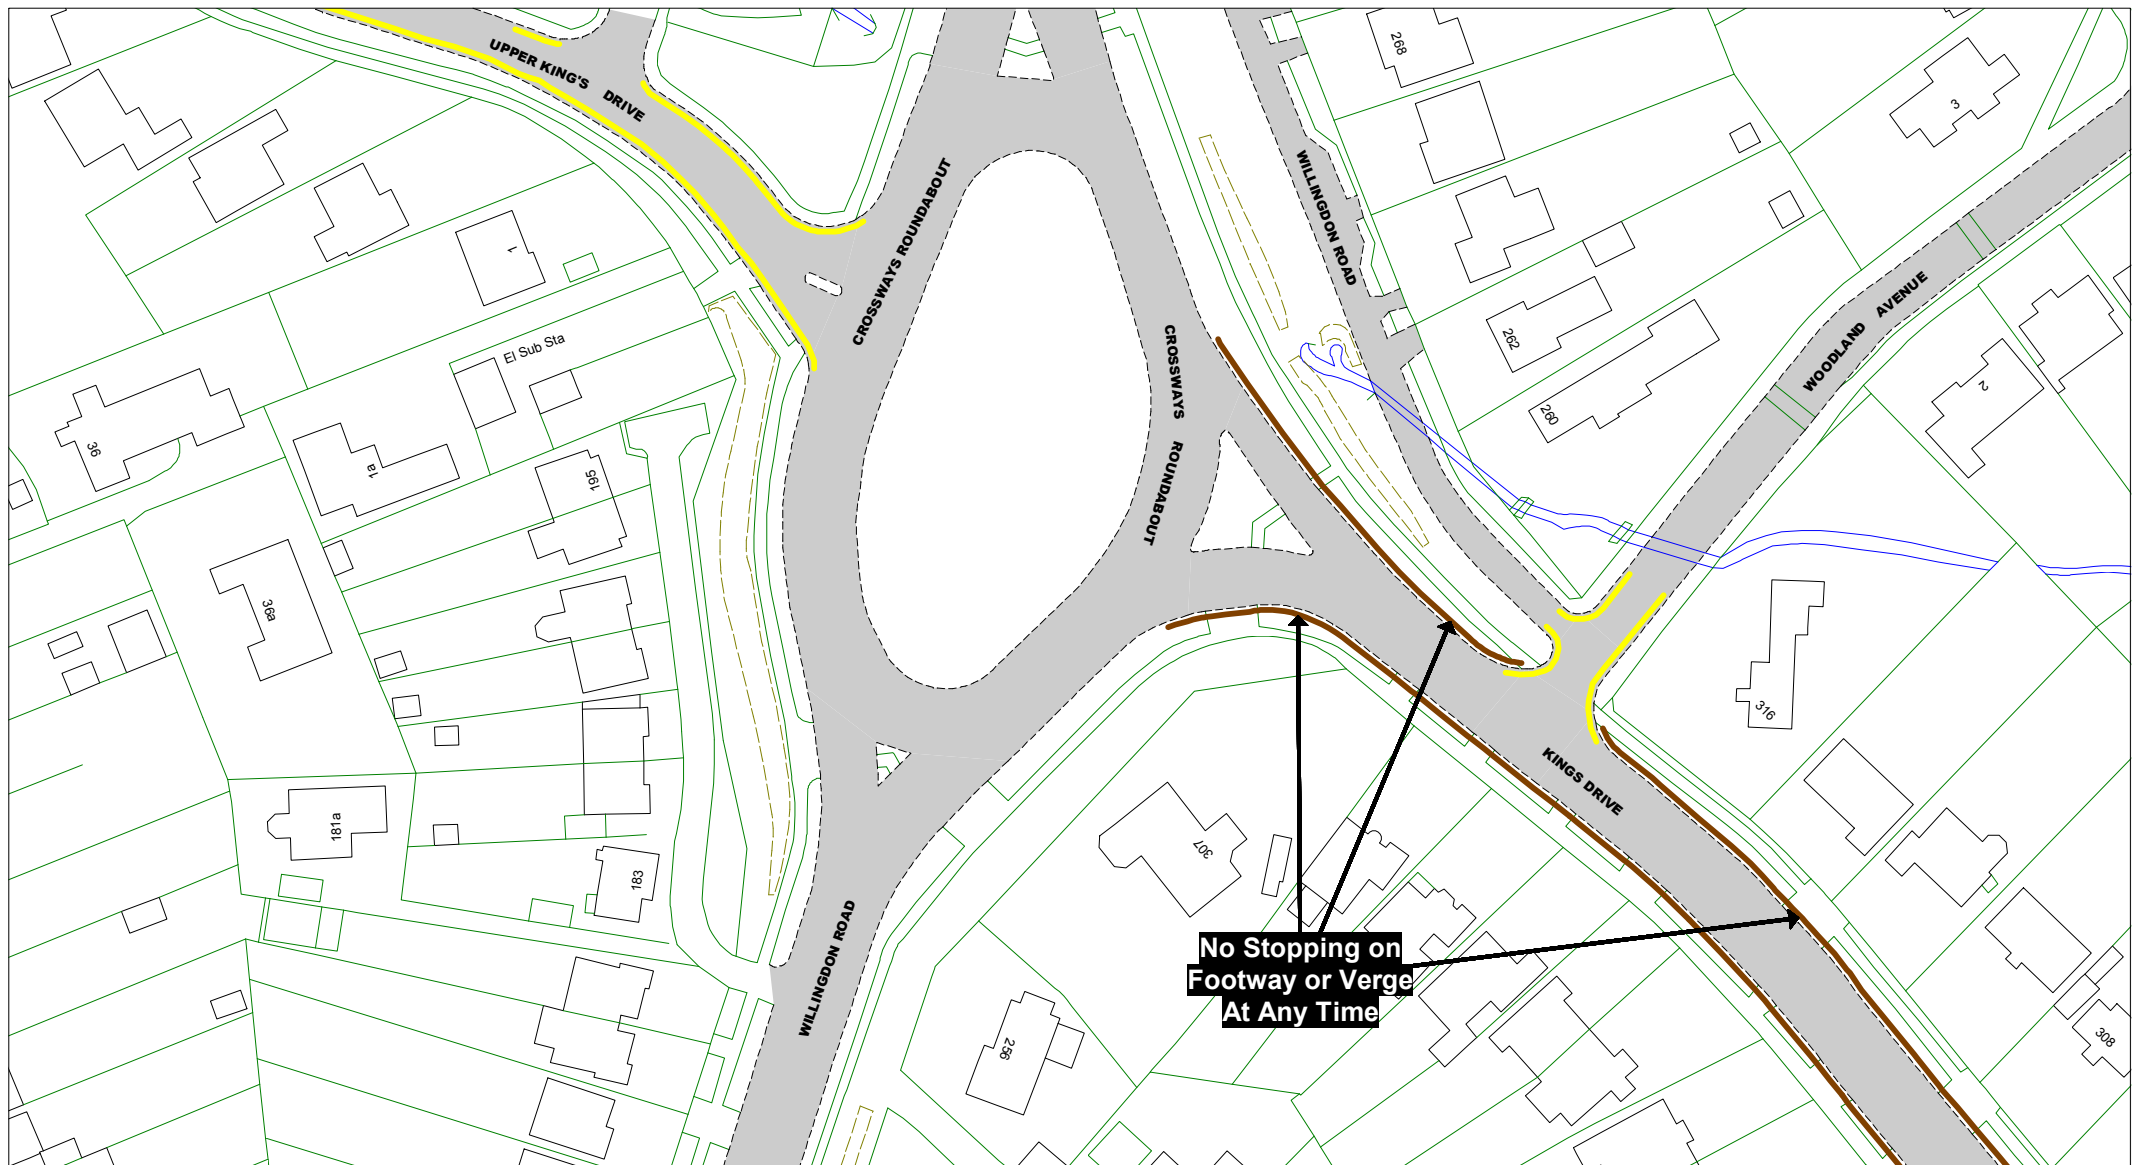 UPPER KING'S DRIVE
268
3
CROSSWAYS ROUNDABOUT
WILLINGDON ROAD
1
WOODLAND AVENUE
El Sub Sta
CROSSWAYS ROUNDABOUT
262
260
2
36
1a
195
36a
316
KINGS DRIVE
181a
307
183
WILLINGDON ROAD
No Stopping on
Footway or Verge
At Any Time
256
308